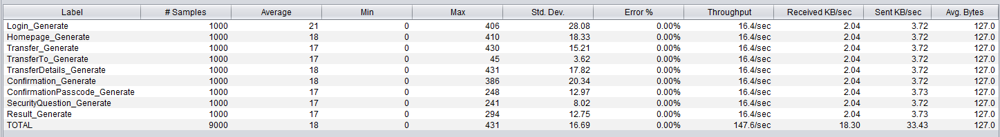 Label # Samples Average Min Max Std. Dev. Error % Throughput Received KB/sec Sent KB/sec Avg. Bytes
Login_Generate 1000 21 0 406 28.08 0.00% 16.4/sec 2.04 3.72 127.0
Homepage_Generate 1000 18 0 410 18.33 0.00% 16.4/sec 2.04 3.72 127.0
Transfer_Generate 1000 17 0 430 15.21 0.00% 16.4/sec 2.04 3.72 127.0
TransferTo_Generate 1000 17 0 45 3.62 0.00% 16.4/sec 2.04 3.72 127.0
TransferDetails_Generate 1000 18 0 431 17.82 0.00% 16.4/sec 2.04 3.72 127.0
Confirmation_Generate 1000 18 0 386 20.34 0.00% 16.4/sec 2.04 3.72 127.0
ConfirmationPasscode_Generate 1000 17 0 248 12.97 0.00% 16.4/sec 2.04 3.73 127.0
SecurityQuestion_Generate 1000 17 0 241 8.02 0.00% 16.4/sec 2.04 3.72 127.0
Result_Generate 1000 17 0 294 12.75 0.00% 16.4/sec 2.04 3.73 127.0
TOTAL 9000 18 0 431 16.69 0.00% 147.6/sec 18.30 33.43 127.0